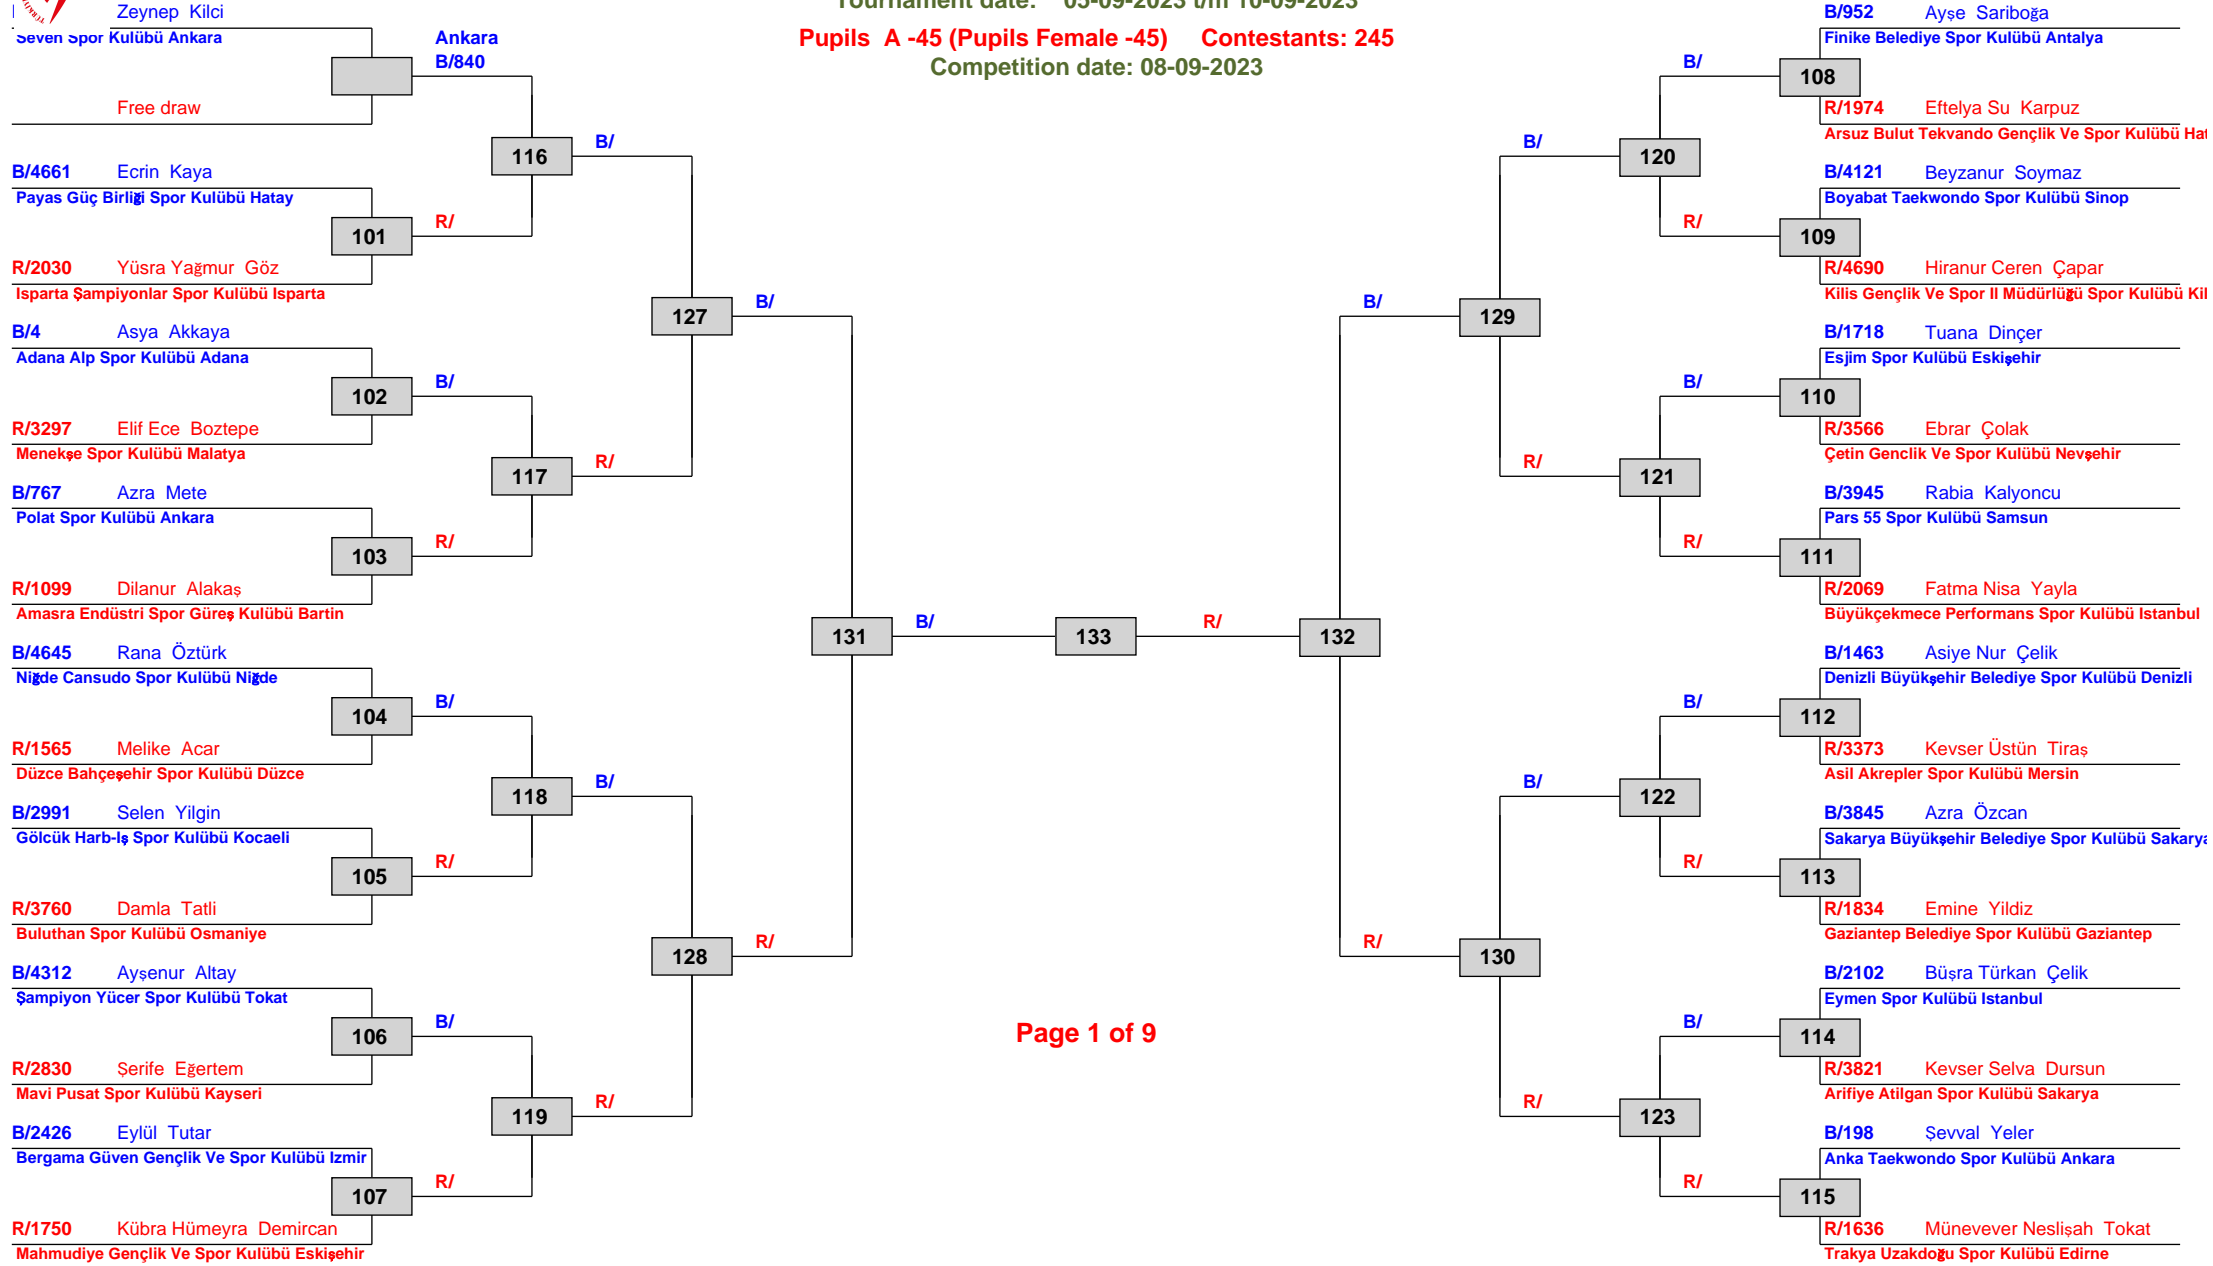 Tournament date: 05-09-2023 t/m 10-09-2023
Pupils A -45 (Pupils Female -45) Contestants: 245
Competition date: 08-09-2023
Zeynep Kilci
Seven Spor Kulübü Ankara
Free draw
Ankara
B/840
B/4661 Ecrin Kaya
Payas Güç Birliği Spor Kulübü Hatay
101
R/2030 Yüsra Yağmur Göz
Isparta Şampiyonlar Spor Kulübü Isparta
B/4 Asya Akkaya
Adana Alp Spor Kulübü Adana
102
R/3297 Elif Ece Boztepe
Menekşe Spor Kulübü Malatya
B/767 Azra Mete
Polat Spor Kulübü Ankara
103
R/1099 Dilanur Alakaş
Amasra Endüstri Spor Güreş Kulübü Bartin
B/4645 Rana Öztürk
Niğde Cansudo Spor Kulübü Niğde
104
R/1565 Melike Acar
Düzce Bahçeşehir Spor Kulübü Düzce
B/2991 Selen Yilgin
Gölcük Harb-Iş Spor Kulübü Kocaeli
105
R/3760 Damla Tatli
Buluthan Spor Kulübü Osmaniye
B/4312 Ayşenur Altay
Şampiyon Yücer Spor Kulübü Tokat
106
R/2830 Şerife Eğertem
Mavi Pusat Spor Kulübü Kayseri
B/2426 Eylül Tutar
Bergama Güven Gençlik Ve Spor Kulübü Izmir
107
R/1750 Kübra Hümeyra Demircan
Mahmudiye Gençlik Ve Spor Kulübü Eskişehir
R/
B/
R/
B/
R/
B/
R/
116
117
118
119
B/
R/
B/
R/
127
128
B/
R/
131
B/
133
R/
132
B/
R/
129
130
B/
R/
B/
R/
120
121
122
123
B/
R/
B/
R/
B/
R/
B/
R/
B/952 Ayşe Sariboğa
Finike Belediye Spor Kulübü Antalya
108
R/1974 Eftelya Su Karpuz
Arsuz Bulut Tekvando Gençlik Ve Spor Kulübü
B/4121 Beyzanur Soymaz
Boyabat Taekwondo Spor Kulübü Sinop
109
R/4690 Hiranur Ceren Çapar
Kilis Gençlik Ve Spor Il Müdürlüğü Spor Kulübü
B/1718 Tuana Dinçer
Esjim Spor Kulübü Eskişehir
110
R/3566 Ebrar Çolak
Çetin Genclik Ve Spor Kulübü Nevşehir
B/3945 Rabia Kalyoncu
Pars 55 Spor Kulübü Samsun
111
R/2069 Fatma Nisa Yayla
Büyükçekmece Performans Spor Kulübü Istanbul
B/1463 Asiye Nur Çelik
Denizli Büyükşehir Belediye Spor Kulübü Denizli
112
R/3373 Kevser Üstün Tiraş
Asil Akrepler Spor Kulübü Mersin
B/3845 Azra Özcan
Sakarya Büyükşehir Belediye Spor Kulübü Sakarya
113
R/1834 Emine Yildiz
Gaziantep Belediye Spor Kulübü Gaziantep
B/2102 Büşra Türkan Çelik
Eymen Spor Kulübü Istanbul
114
R/3821 Kevser Selva Dursun
Arifiye Atilgan Spor Kulübü Sakarya
B/198 Şevval Yeler
Anka Taekwondo Spor Kulübü Ankara
115
R/1636 Münevever Neslişah Tokat
Trakya Uzakdoğu Spor Kulübü Edirne
Page 1 of 9